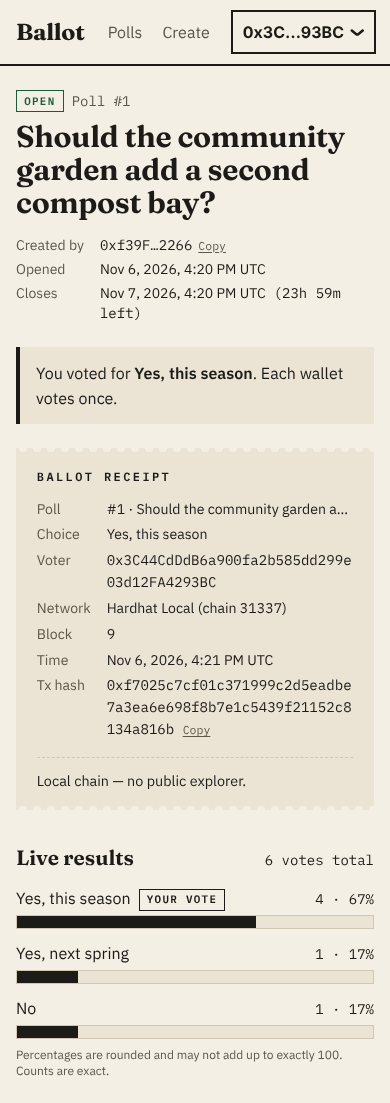 Ballot Polls Create 0x3C...93BC
OPEN Poll #1
Should the community
garden add a second
compost bay?
Created by 0xf39F…2266 Copy
Opened Nov 6, 2026, 4:20 PM UTC
Closes Nov 7, 2026, 4:20 PM UTC (23h 59m
left)
You voted for Yes, this season. Each wallet
votes once.
BALLOT RECEIPT
Poll #1 · Should the community garden a...
Choice Yes, this season
Voter 0x3C44CdDdB6a900fa2b585dd299e
03d12FA4293BC
Network Hardhat Local (chain 31337)
Block 9
Time Nov 6, 2026, 4:21 PM UTC
Tx hash 0xf7025c7cf01c371999c2d5eadbe
7a3ea6e698f8b7e1c5439f21152c8
134a816b Copy
Local chain — no public explorer.
Live results 6 votes total
Yes, this season YOUR VOTE 4 · 67%
Yes, next spring 1 · 17%
No 1 · 17%
Percentages are rounded and may not add up to exactly 100.
Counts are exact.